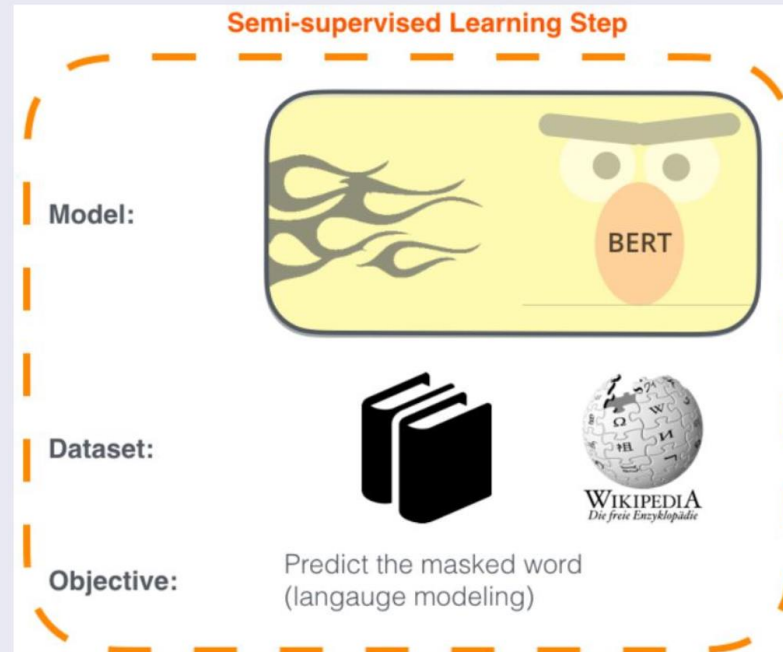 Semi-supervised Learning Step
Model:
BERT
Dataset:
WIKIPEDIA
Die freie Enzyklopädie
Objective:
Predict the masked word
(langauge modeling)